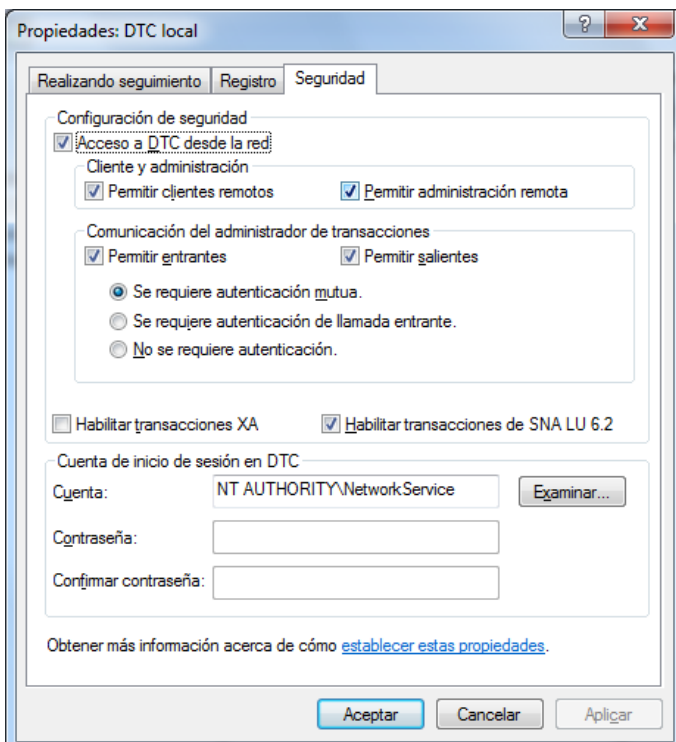 Propiedades: DTC local
Realizando seguimiento Registro Seguridad
Configuración de seguridad
Acceso a DTC desde la red
Cliente y administración
Permitir clientes remotos Permitir administración remota
Comunicación del administrador de transacciones
Permitir entrantes Permitir salientes
Se requiere autenticación mutua.
Se requiere autenticación de llamada entrante.
No se requiere autenticación.
Habilitar transacciones XA Habilitar transacciones de SNA LU 6.2
Cuenta de inicio de sesión en DTC
Cuenta: NT AUTHORITY\NetworkService Examinar...
Contraseña:
Confirmar contraseña:
Obtener más información acerca de cómo establecer estas propiedades.
Aceptar Cancelar Aplicar